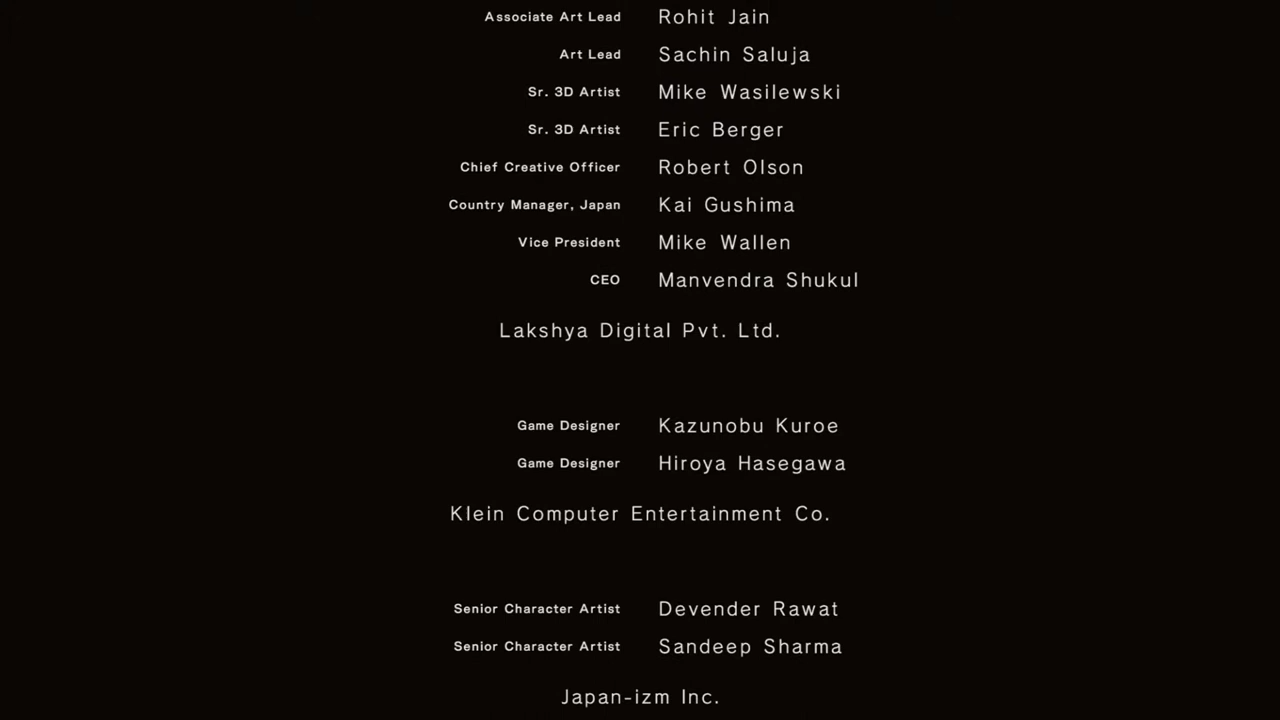 Associate Art Lead Rohit Jain
Art Lead Sachin Saluja
Sr. 3D Artist Mike Wasilewski
Sr. 3D Artist Eric Berger
Chief Creative Officer Robert Olson
Country Manager, Japan Kai Gushima
Vice President Mike Wallen
CEO Manvendra Shukul
Lakshya Digital Pvt. Ltd.
Game Designer Kazunobu Kuroe
Game Designer Hiroya Hasegawa
Klein Computer Entertainment Co.
Senior Character Artist Devender Rawat
Senior Character Artist Sandeep Sharma
Japan-izm Inc.